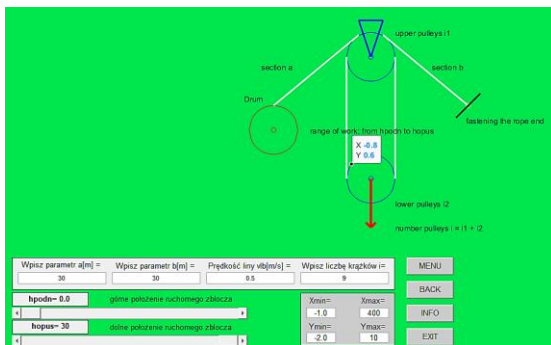 upper pulleys i1
section a
section b
Drum
fastening the rope end
range of work: from hpodn to hopus
X -0.8
Y 0.6
lower pulleys i2
number pulleys i = i1 + i2
Wpisz parametr a[m] = Wpisz parametr b[m] = Prędkość liny vlb[m/s] = Wpisz liczbę krążków i=
30 30 0.5 9
MENU
BACK
INFO
EXIT
hpodn= 0.0 górne położenie ruchomego zblocza
hopus= 30 dolne położenie ruchomego zblocza
Xmin= Xmax=
-1.0 400
Ymin= Ymax=
-2.0 10